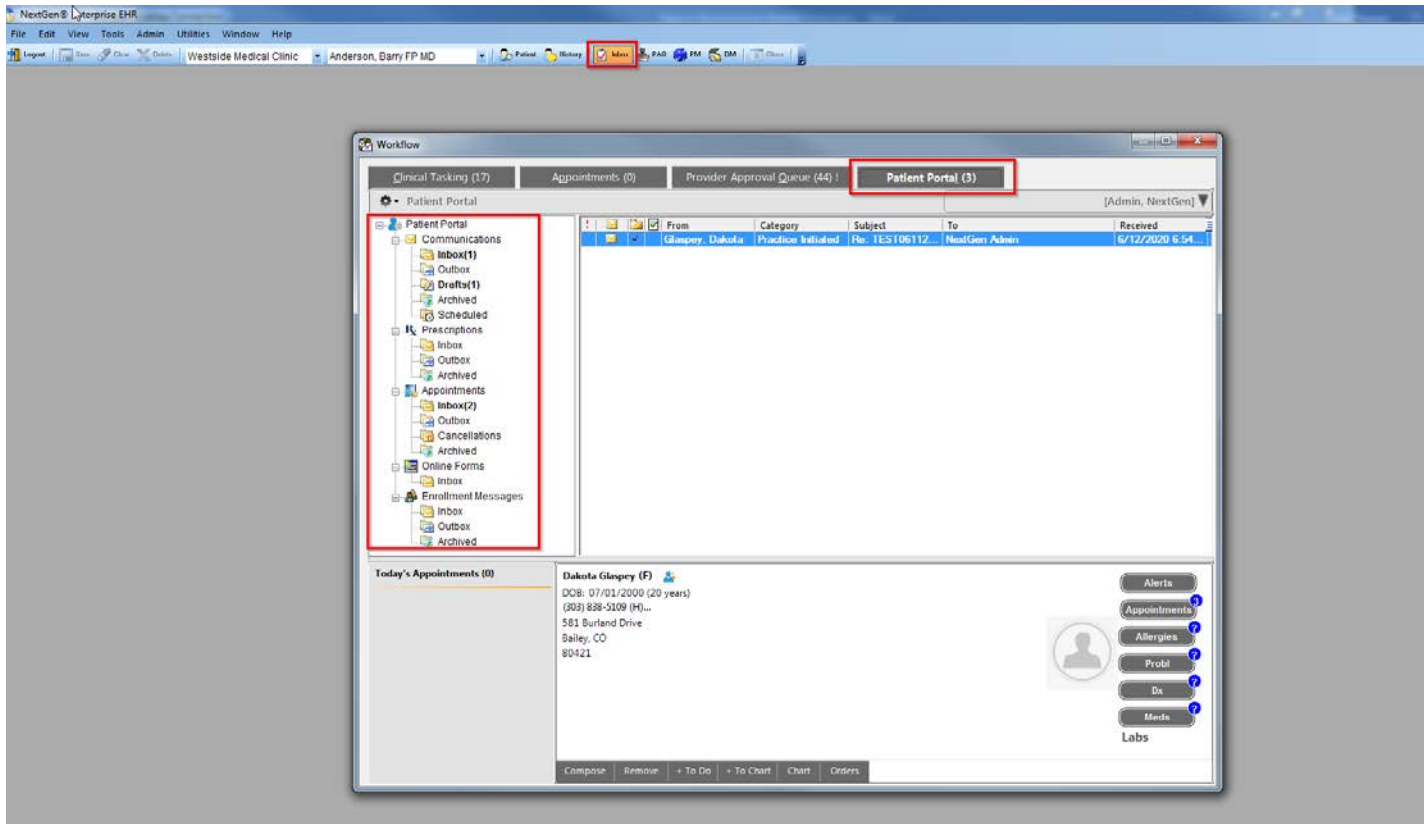 NextGen® Enterprise EHR
File Edit View Tools Admin Utilities Window Help
Logout Save Clear Delete Westside Medical Clinic Anderson, Barry FP MD Patient History Inbox PAQ PM DM Close
Workflow
Clinical Tasking (17) Appointments (0) Provider Approval Queue (44) ! Patient Portal (3)
Patient Portal [Admin, NextGen]
Patient Portal
! From Category Subject To Received
Communications
Glaspey, Dakota Practice Initiated Re: TEST06112... NextGen Admin 6/12/2020 6:54...
Inbox(1)
Outbox
Drafts(1)
Archived
Scheduled
Prescriptions
Inbox
Outbox
Archived
Appointments
Inbox(2)
Outbox
Cancellations
Archived
Online Forms
Inbox
Enrollment Messages
Inbox
Outbox
Archived
Today's Appointments (0)
Dakota Glaspey (F)
DOB: 07/01/2000 (20 years)
(303) 838-5109 (H)...
581 Burland Drive
Bailey, CO
80421
Alerts
Appointments 3
Allergies ?
Probl ?
Dx ?
Meds ?
Labs
Compose Remove + To Do + To Chart Chart Orders